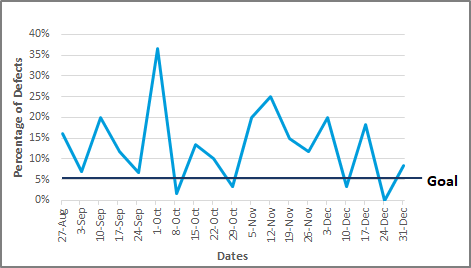 40%
35%
30%
25%
20%
15%
10%
5%
0%
Percentage of Defects
Goal
27-Aug
3-Sep
10-Sep
17-Sep
24-Sep
1-Oct
8-Oct
15-Oct
22-Oct
29-Oct
5-Nov
12-Nov
19-Nov
26-Nov
3-Dec
10-Dec
17-Dec
24-Dec
31-Dec
Dates